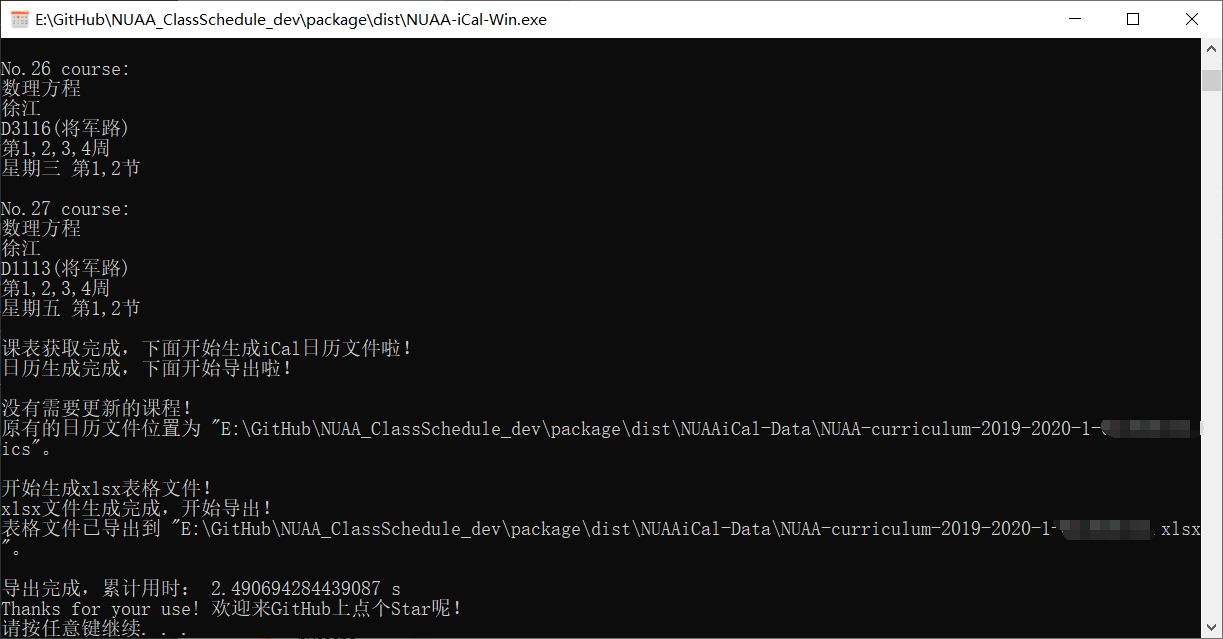 E:\GitHub\NUAA_ClassSchedule_dev\package\dist\NUAA-iCal-Win.exe
No.26 course:
数理方程
徐江
D3116(将军路)
第1,2,3,4周
星期三 第1,2节
No.27 course:
数理方程
徐江
D1113(将军路)
第1,2,3,4周
星期五 第1,2节
课表获取完成，下面开始生成iCal日历文件啦！
日历生成完成，下面开始导出啦！
没有需要更新的课程！
原有的日历文件位置为 "E:\GitHub\NUAA_ClassSchedule_dev\package\dist\NUAAiCal-Data\NUAA-curriculum-2019-2020-1-
ics"。
开始生成xlsx表格文件！
xlsx文件生成完成，开始导出！
表格文件已导出到 "E:\GitHub\NUAA_ClassSchedule_dev\package\dist\NUAAiCal-Data\NUAA-curriculum-2019-2020-1- .xlsx
"。
导出完成，累计用时： 2.490694284439087 s
Thanks for your use! 欢迎来GitHub上点个Star呢！
请按任意键继续. . .